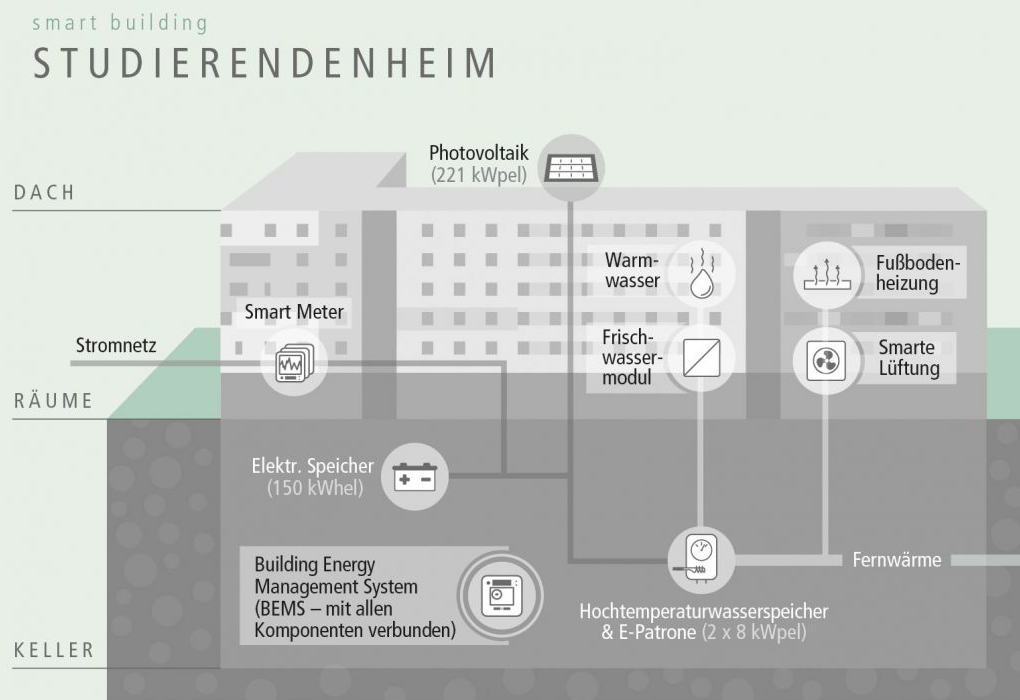 smart building
STUDIERENDENHEIM
Photovoltaik
(221 kWpel)
DACH
Warm-
wasser
Fußboden-
heizung
Smart Meter
Stromnetz
Frisch-
wasser-
modul
Smarte
Lüftung
RÄUME
Elektr. Speicher
(150 kWhel)
Building Energy
Management System
(BEMS – mit allen
Komponenten verbunden)
Fernwärme
Hochtemperaturwasserspeicher
& E-Patrone (2 x 8 kWpel)
KELLER